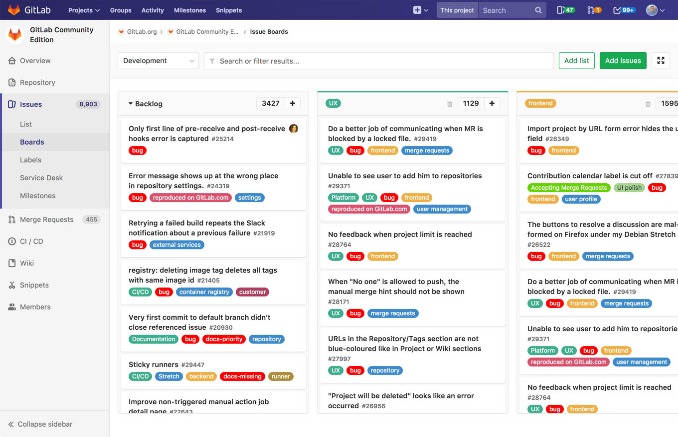 GitLab Projects Groups Activity Milestones Snippets This project Search 47 1 99+
GitLab Community
Edition
GitLab.org GitLab Community E... Issue Boards
Overview
Repository
Issues 8,903
List
Boards
Labels
Service Desk
Milestones
Merge Requests 455
CI / CD
Wiki
Snippets
Members
Collapse sidebar
Development Search or filter results... Add list Add issues
Backlog 3427 +
Only first line of pre-receive and post-receive
hooks error is captured #25214
bug
Error message shows up at the wrong place
in repository settings. #24319
bug reproduced on GitLab.com settings
Retrying a failed build repeats the Slack
notification about a previous failure #21919
bug external services
registry: deleting image tag deletes all tags
with same image id #21405
CI/CD bug container registry customer
Very first commit to default branch didn't
close referenced issue #20930
Documentation bug docs-priority repository
Sticky runners #29447
CI/CD Stretch backend docs-missing runner
Improve non-triggered manual action job
detail page #22643
UX 1129 +
Do a better job of communicating when MR is
blocked by a locked file. #29419
UX bug frontend merge requests
Unable to see user to add him to repositories
#29371
Platform UX bug frontend
reproduced on GitLab.com user management
No feedback when project limit is reached
#28764
UX bug frontend
When "No one" is allowed to push, the
manual merge hint should not be shown
#28171
UX bug merge requests
URLs in the Repository/Tags section are not
blue-coloured like in Project or Wiki sections
#27997
UX bug repository
"Project will be deleted" looks like an error
occurred #26956
frontend 1595
Import project by URL form error hides the u
field #28349
bug frontend
Contribution calendar label is cut off #27839
Accepting Merge Requests UI polish bug
frontend user profile
The buttons to resolve a discussion are mal-
formed on Firefox under my Debian Stretch
#26522
bug frontend merge requests
Do a better job of communicating when MR i
blocked by a locked file. #29419
UX bug frontend merge requests
Unable to see user to add him to repositorie
#29371
Platform UX bug frontend
reproduced on GitLab.com user management
No feedback when project limit is reached
#28764
UX bug frontend